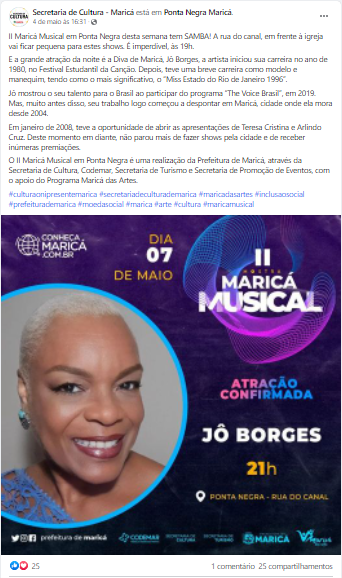 Secretaria de Cultura - Maricá está em Ponta Negra Maricá.
4 de maio às 16:31
II Maricá Musical em Ponta Negra desta semana tem SAMBA! A rua do canal, em frente á igreja
vai ficar pequena para estes shows. É imperdível, às 19h.
E a grande atração da noite é a Diva de Maricá, Jô Borges, a artista iniciou sua carreira no ano de
1980, no Festival Estudantil da Canção. Depois, teve uma breve carreira como modelo e
manequim, tendo como o mais significativo, o "Miss Estado do Rio de Janeiro 1996".
Jô mostrou o seu talento para o Brasil ao participar do programa "The Voice Brasil", em 2019.
Mas, muito antes disso, seu trabalho logo começou a despontar em Maricá, cidade onde ela mora
desde 2004.
Em janeiro de 2008, teve a oportunidade de abrir as apresentações de Teresa Cristina e Arlindo
Cruz. Deste momento em diante, não parou mais de fazer shows pela cidade e de receber
inúmeras premiações.
O II Maricá Musical em Ponta Negra é uma realização da Prefeitura de Maricá, através da
Secretaria de Cultura, Codemar, Secretaria de Turismo e Secretaria de Promoção de Eventos, com
o apoio do Programa Maricá das Artes.
#culturaonipresentemarica #secretariadeculturademarica #maricadasartes #inclusaosocial
#prefeiturademarica #moedasocial #marica #arte #cultura #maricamusical
CONHEÇA
MARICÁ
.COM.BR
DIA
07
DE MAIO
II
MOSTRA
MARICÁ
MUSICAL
ATRAÇÃO
CONFIRMADA
JÔ BORGES
21h
PONTA NEGRA - RUA DO CANAL
prefeitura de maricá
CODEMAR
SECRETARIA DE CULTURA
SECRETARIA DE TURISMO
MARICÁ
25
1 comentário 25 compartilhamentos